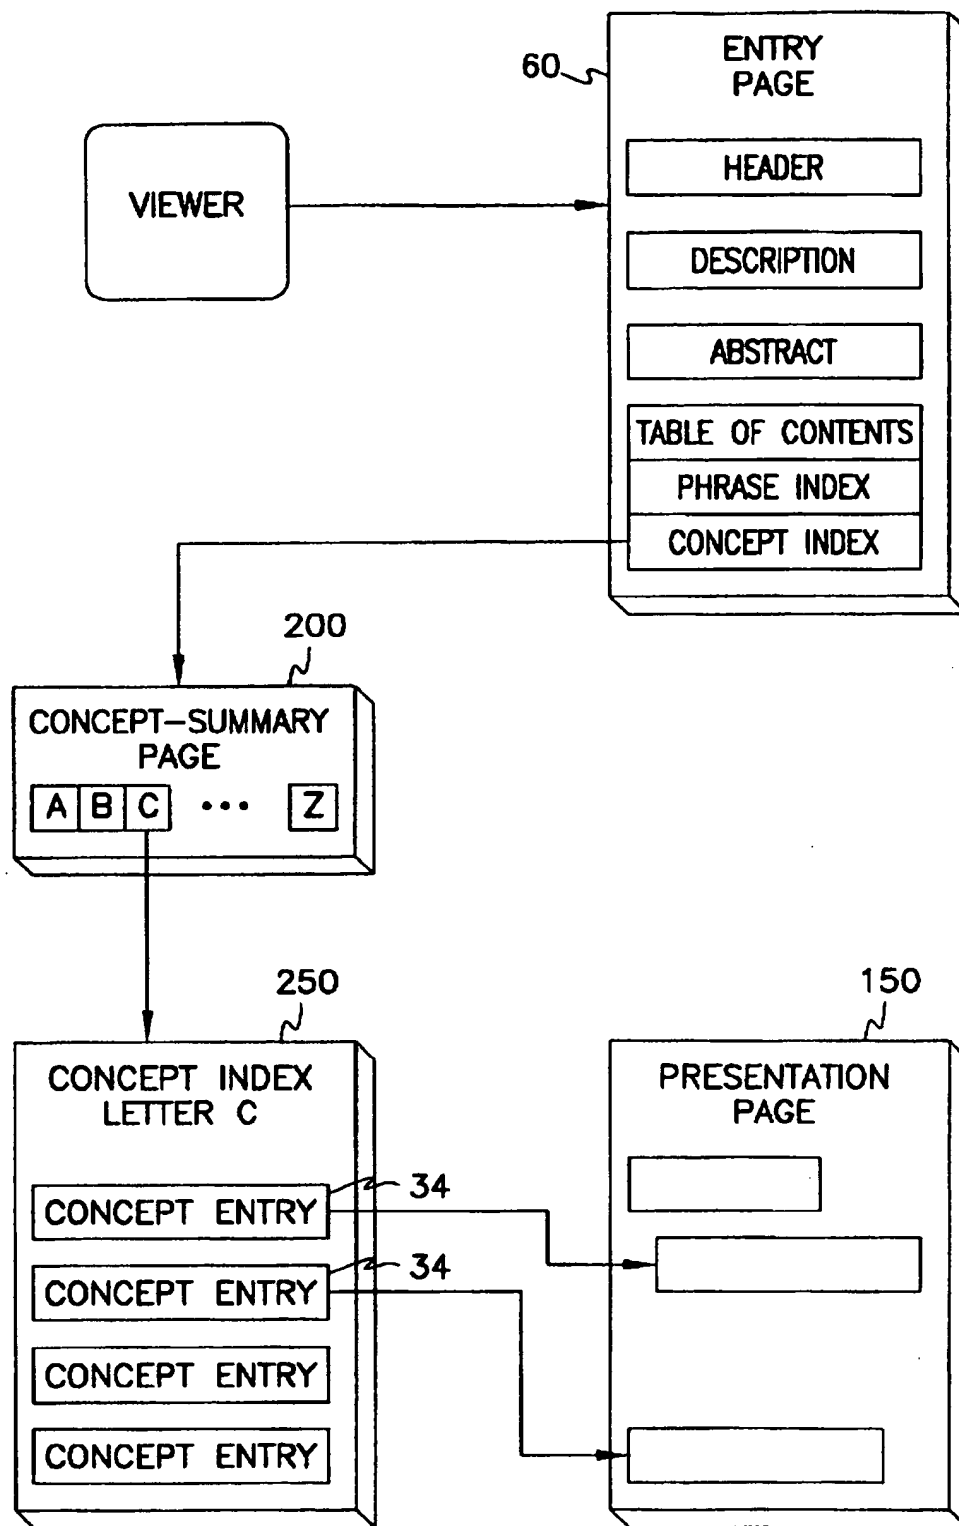 ENTRY
PAGE
60
HEADER
VIEWER
DESCRIPTION
ABSTRACT
TABLE OF CONTENTS
PHRASE INDEX
CONCEPT INDEX
200
CONCEPT-SUMMARY
PAGE
A B C ••• Z
250
CONCEPT INDEX
LETTER C
CONCEPT ENTRY 34
CONCEPT ENTRY 34
CONCEPT ENTRY
CONCEPT ENTRY
150
PRESENTATION
PAGE